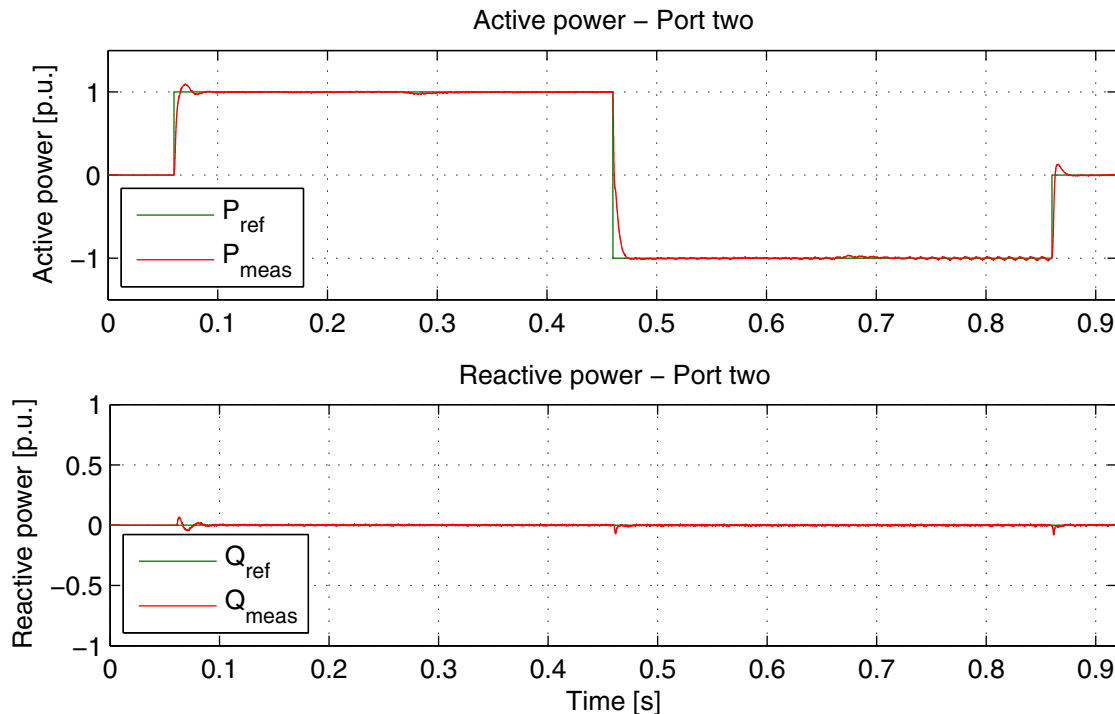 Active power – Port two
Active power [p.u.]
1
0
−1
P_ref
P_meas
0 0.1 0.2 0.3 0.4 0.5 0.6 0.7 0.8 0.9
Reactive power – Port two
Reactive power [p.u.]
1
0.5
0
−0.5
−1
Q_ref
Q_meas
0 0.1 0.2 0.3 0.4 0.5 0.6 0.7 0.8 0.9
Time [s]